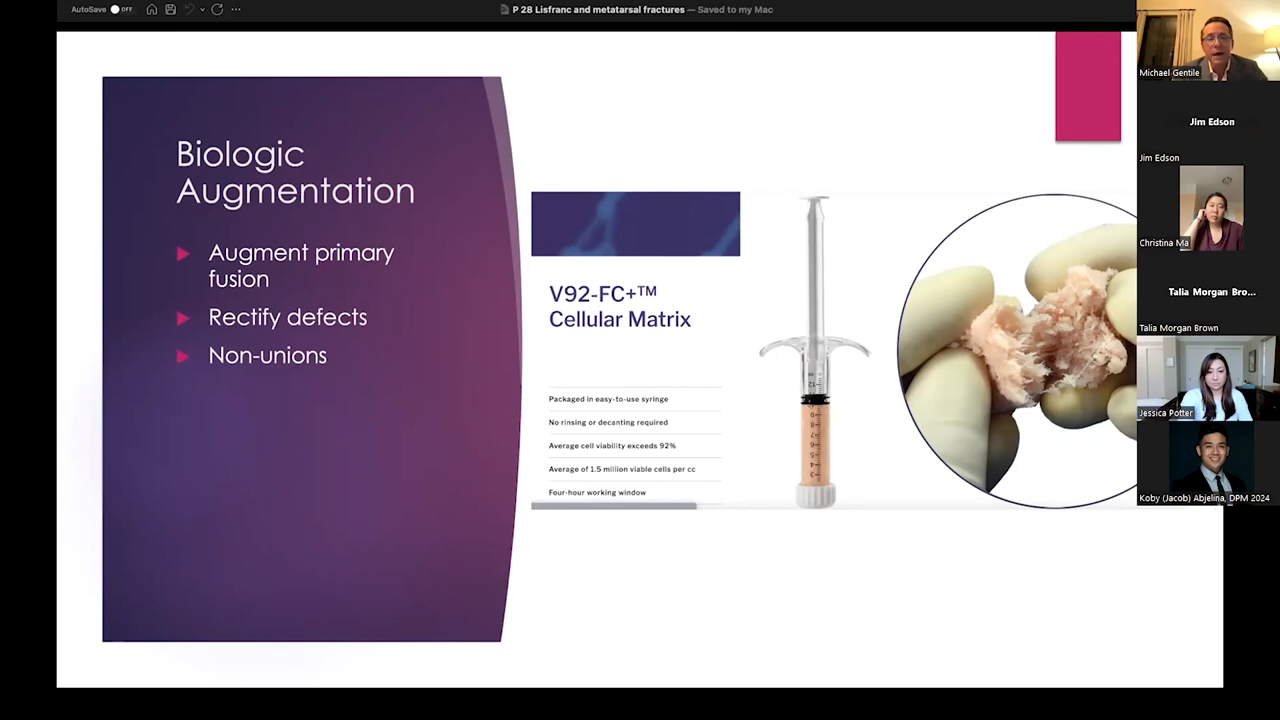 AutoSave OFF
P 28 Lisfranc and metatarsal fractures — Saved to my Mac
Biologic
Augmentation
Augment primary
fusion
Rectify defects
Non-unions
V92-FC+™
Cellular Matrix
Packaged in easy-to-use syringe
No rinsing or decanting required
Average cell viability exceeds 92%
Average of 1.5 million viable cells per cc
Four-hour working window
Michael Gentile
Jim Edson
Jim Edson
Christina Ma
Talia Morgan Bro...
Talia Morgan Brown
Jessica Potter
Koby (Jacob) Abjelina, DPM 2024